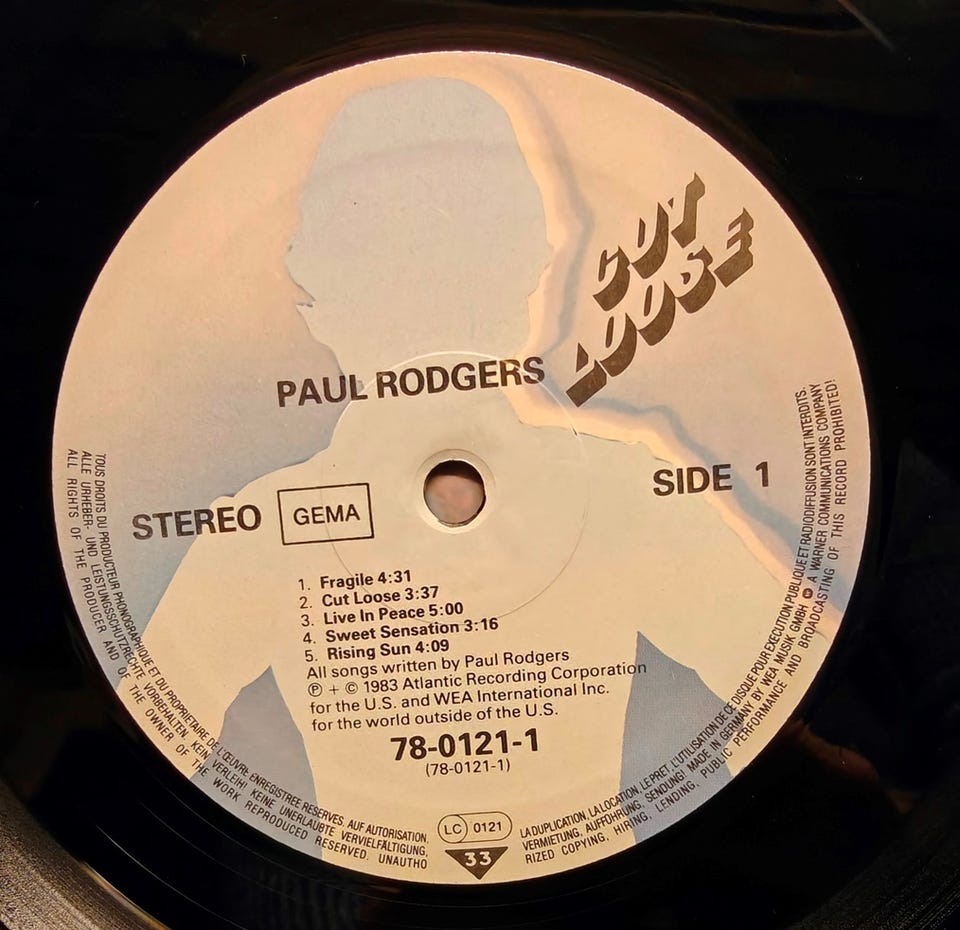 CUT
LOOSE
PAUL RODGERS
SIDE 1
STEREO GEMA
1. Fragile 4:31
2. Cut Loose 3:37
3. Live In Peace 5:00
4. Sweet Sensation 3:16
5. Rising Sun 4:09
All songs written by Paul Rodgers
℗ + © 1983 Atlantic Recording Corporation
for the U.S. and WEA International Inc.
for the world outside of the U.S.
78-0121-1
(78-0121-1)
LC 0121
33
TOUS DROITS DU PRODUCTEUR PHONOGRAPHIQUE ET DU PROPRIETAIRE DE L'ŒUVRE ENREGISTREE RESERVES. AUF AUTORISATION,
LA DUPLICATION, LA LOCATION, LE PRET, L'UTILISATION DE CE DISQUE POUR EXECUTION PUBLIQUE ET RADIODIFFUSION SONT INTERDITS.
ALLE URHEBER- UND LEISTUNGSSCHUTZRECHTE VORBEHALTEN. KEIN VERLEIH! KEINE UNERLAUBTE VERVIELFÄLTIGUNG,
VERMIETUNG, AUFFÜHRUNG, SENDUNG! MADE IN GERMANY BY WEA MUSIK GMBH A WARNER COMMUNICATIONS COMPANY
ALL RIGHTS OF THE PRODUCER AND OF THE OWNER OF THE WORK REPRODUCED RESERVED. UNAUTHO
RIZED COPYING, HIRING, LENDING, PUBLIC PERFORMANCE AND BROADCASTING OF THIS RECORD PROHIBITED!